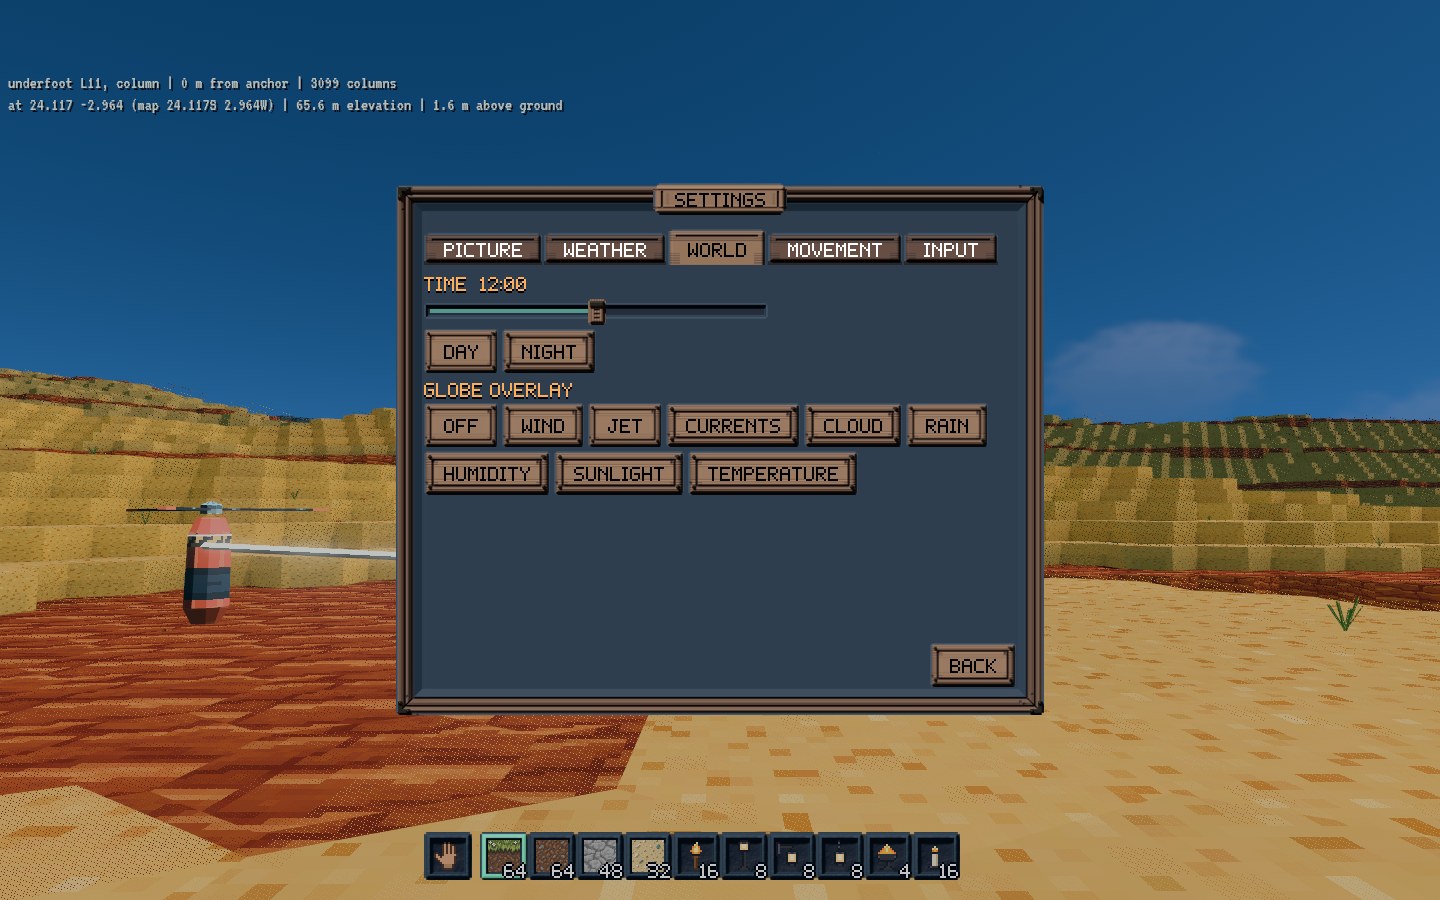 underfoot L11, column | 0 m from anchor | 3099 columns
at 24.117 -2.964 (map 24.117S 2.964W) | 65.6 m elevation | 1.6 m above ground
SETTINGS
PICTURE WEATHER WORLD MOVEMENT INPUT
TIME 12:00
DAY NIGHT
GLOBE OVERLAY
OFF WIND JET CURRENTS CLOUD RAIN
HUMIDITY SUNLIGHT TEMPERATURE
BACK
64 64 48 32 16 8 8 8 4 16